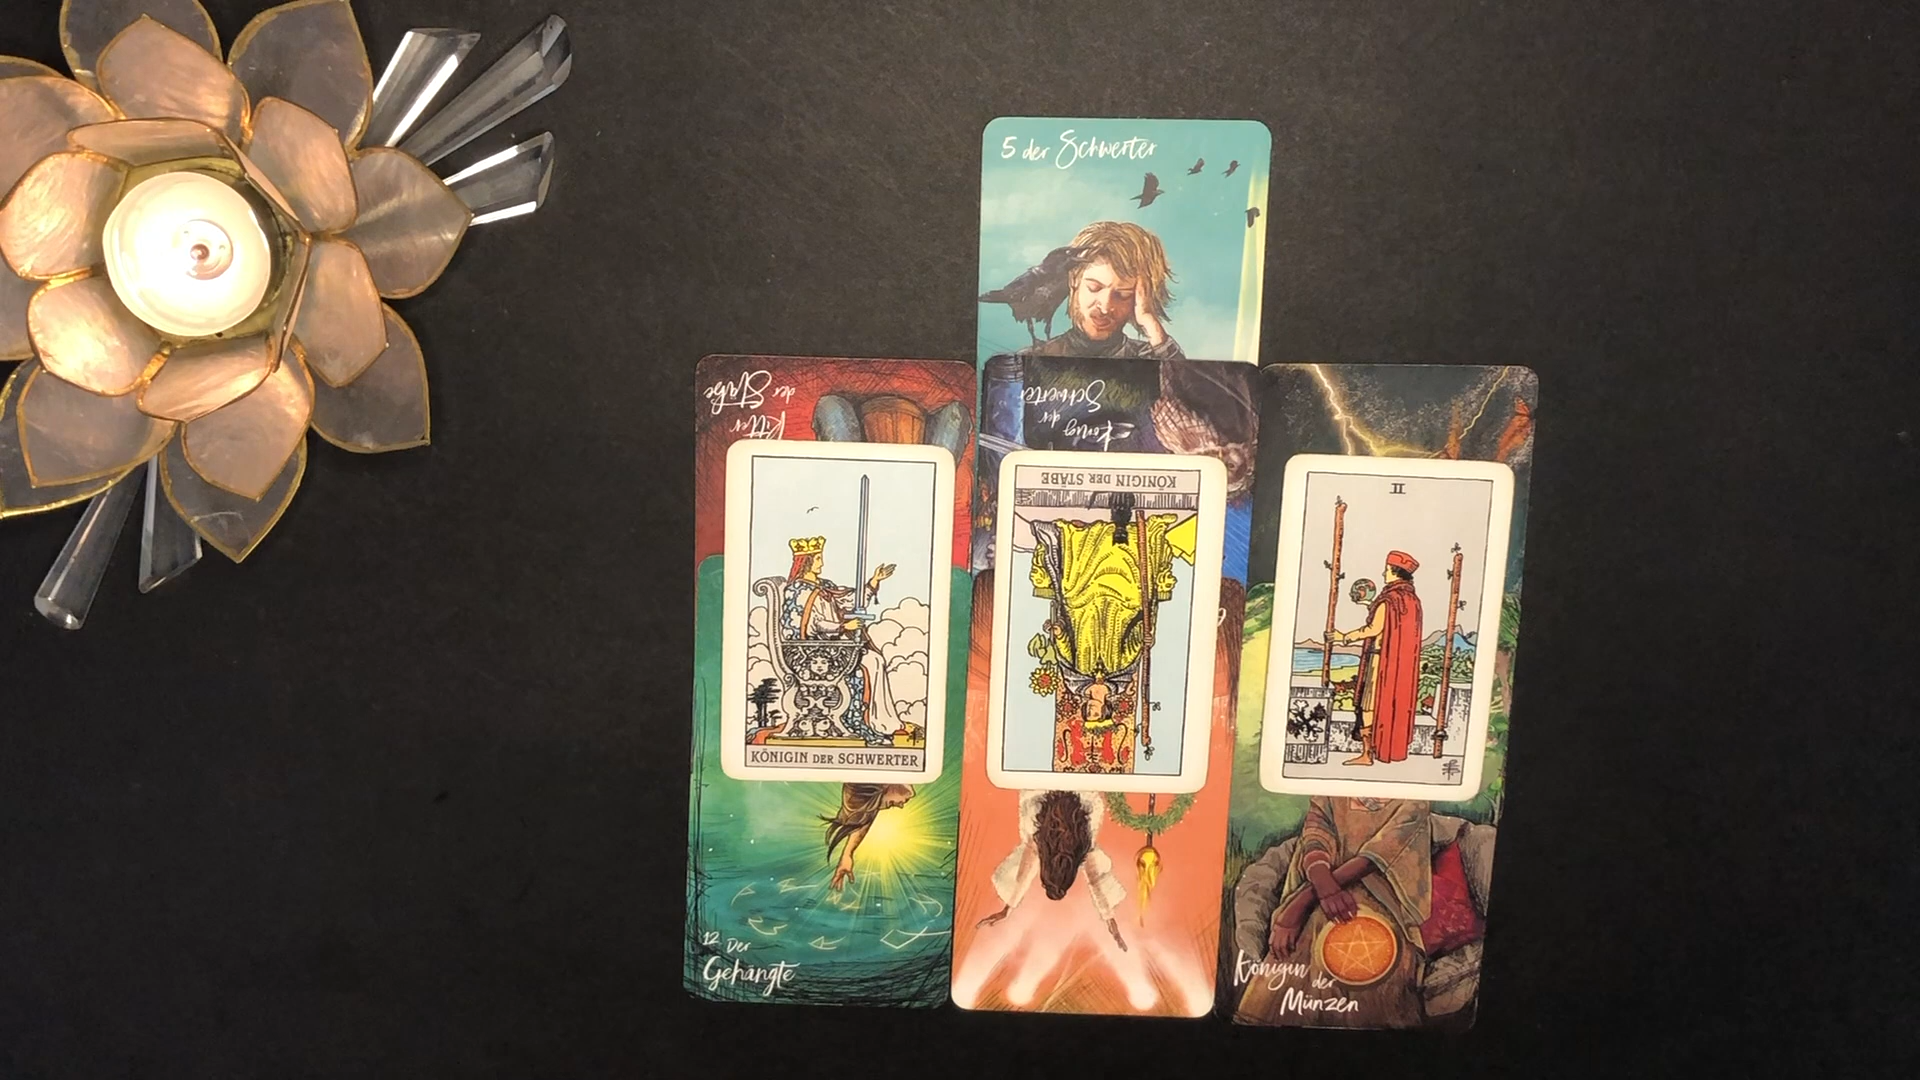 5 der Schwerter
Ritter
der Stäbe
König der
Schwerter
KÖNIGIN DER SCHWERTER
KÖNIGIN DER STÄBE
II
12 Der
Gehängte
Königin
der
Münzen